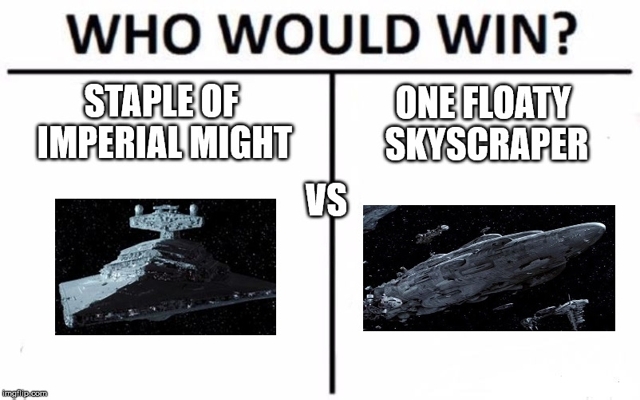 WHO WOULD WIN?
STAPLE OF
IMPERIAL MIGHT
ONE FLOATY
SKYSCRAPER
VS
imgflip.com